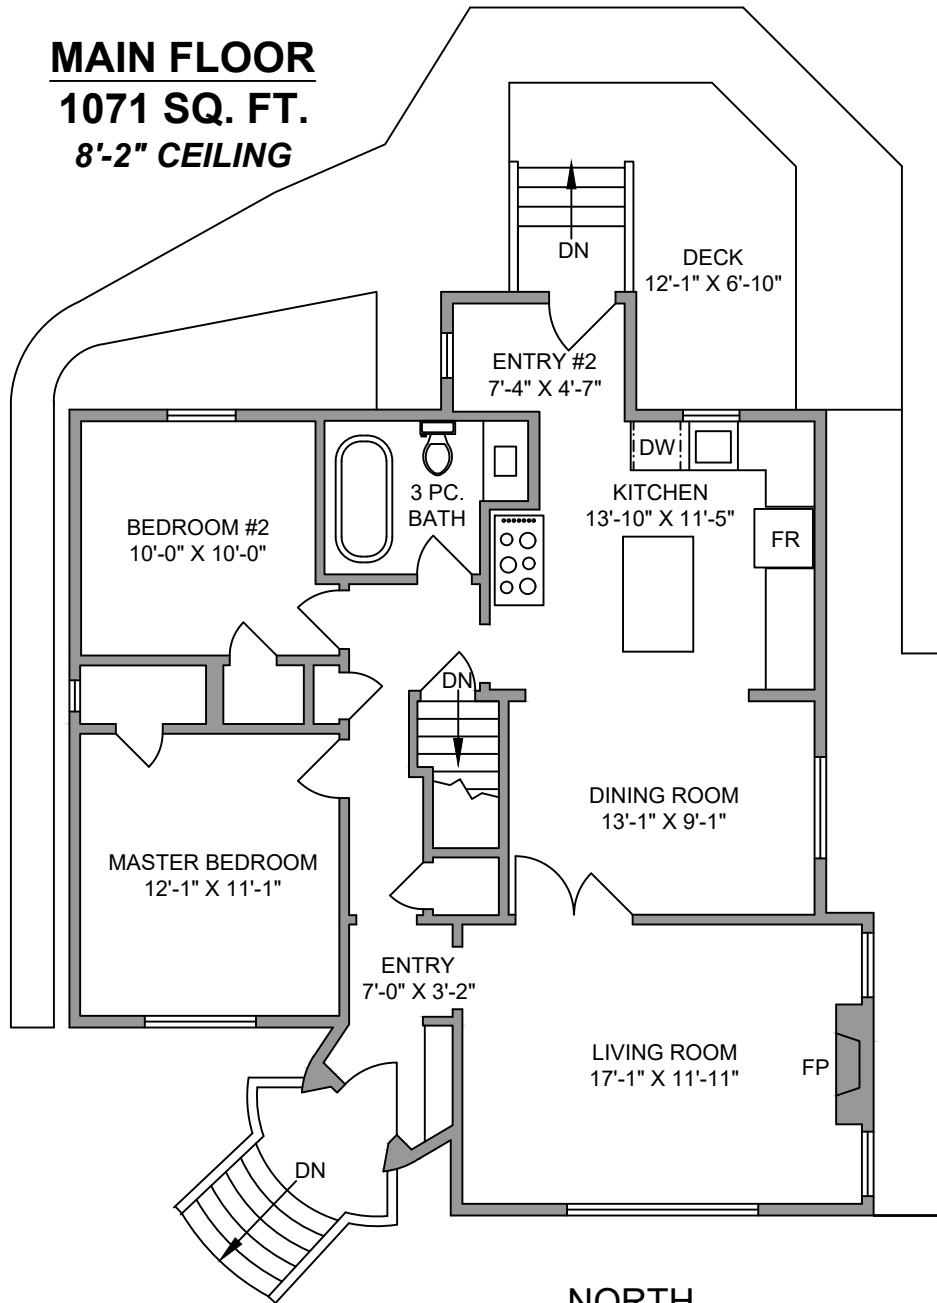 MAIN FLOOR
1071 SQ. FT.
8'-2" CEILING
DN
DECK
12'-1" X 6'-10"
ENTRY #2
7'-4" X 4'-7"
DW
3 PC.
BATH
KITCHEN
13'-10" X 11'-5"
BEDROOM #2
10'-0" X 10'-0"
FR
DN
DINING ROOM
13'-1" X 9'-1"
MASTER BEDROOM
12'-1" X 11'-1"
ENTRY
7'-0" X 3'-2"
LIVING ROOM
17'-1" X 11'-11"
FP
DN
NORTH